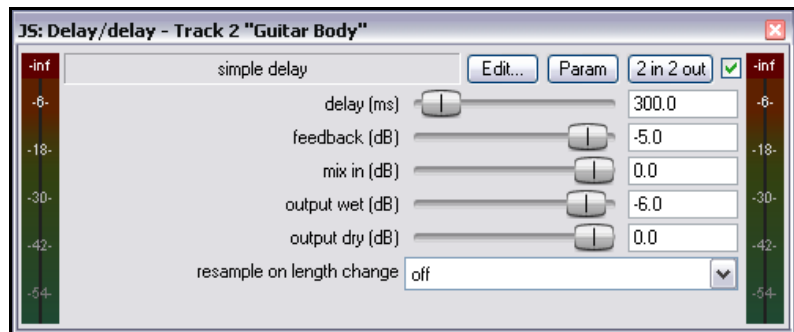 JS: Delay/delay - Track 2 "Guitar Body"
-inf simple delay Edit... Param 2 in 2 out -inf
-6- delay (ms) 300.0 -6-
feedback (dB) -5.0
-18- mix in (dB) 0.0 -18-
-30- output wet (dB) -6.0 -30-
-42- output dry (dB) 0.0 -42-
resample on length change off
-54- -54-